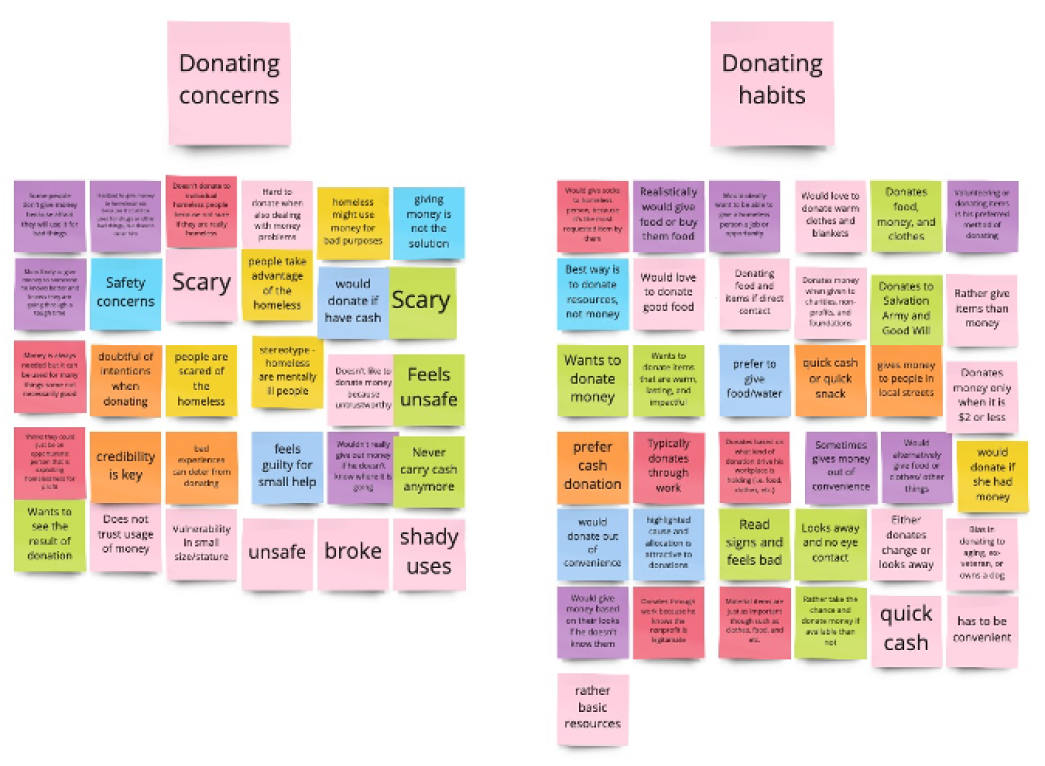 Donating
concerns
Some people
don't give money
because afraid
they will use it for
bad things
Doesn't donate to
individual
homeless people
because not sure
if they are really
homeless
Hard to
donate when
also dealing
with money
problems
homeless
might use
money for
bad purposes
giving
money is
not the
solution
More likely to give
money to someone
he knows better and
knows they are
going through a
tough time
Safety
concerns
Scary
people take
advantage
of the
homeless
would
donate if
have cash
Scary
Money is always
needed but it can
be used for many
things some not
necessarily good
doubtful of
intentions
when
donating
people are
scared of
the
homeless
stereotype -
homeless
are mentally
ill people
Doesn't like to
donate money
because
untrustworthy
Feels
unsafe
Thinks they could
just be an
opportunistic
person that is
exploiting
homelessness for
profit
credibility
is key
bad
experiences
can deter from
donating
feels
guilty for
small help
Wouldn't really
give out money
if he doesn't
know where it is
going
Never
carry cash
anymore
Wants to
see the
result of
donation
Does not
trust usage
of money
Vulnerability
in small
size/stature
unsafe
broke
shady
uses
Donating
habits
Would give socks
to homeless
person, because
it's the most
requested item by
them
Realistically
would give
food or buy
them food
Would ideally
want to be able to
give a homeless
person a job or
opportunity
Would love to
donate warm
clothes and
blankets
Donates
food,
money, and
clothes
Volunteering or
donating items
is his preferred
method of
donating
Best way is
to donate
resources,
not money
Would love
to donate
good food
Donating
food and
items if direct
contact
Donates money
when given to
charities, non-
profits, and
foundations
Donates to
Salvation
Army and
Good Will
Rather give
items than
money
Wants to
donate
money
Wants to
donate items
that are warm,
lasting, and
impactful
prefer to
give
food/water
quick cash
or quick
snack
gives money
to people in
local streets
Donates
money only
when it is
$2 or less
prefer
cash
donation
Typically
donates
through
work
Donates based on
what kind of
donation drive his
workplace is
holding (i.e. food,
clothes, etc.)
Sometimes
gives money
out of
convenience
Would
alternatively
give food or
clothes/ other
things
would
donate if
she had
money
would
donate out
of
convenience
highlighted
cause and
allocation is
attractive to
donations
Read
signs and
feels bad
Looks away
and no eye
contact
Either
donates
change or
looks away
Bias in
donating to
aging, ex-
veteran, or
owns a dog
Would give
money based
on their looks
if he doesn't
know them
Donates through
work because he
knows the
nonprofit is
legitimate
Material items are
just as important
though such as
clothes, food, and
etc.
Rather take the
chance and
donate money if
available than
not
quick
cash
has to be
convenient
rather
basic
resources